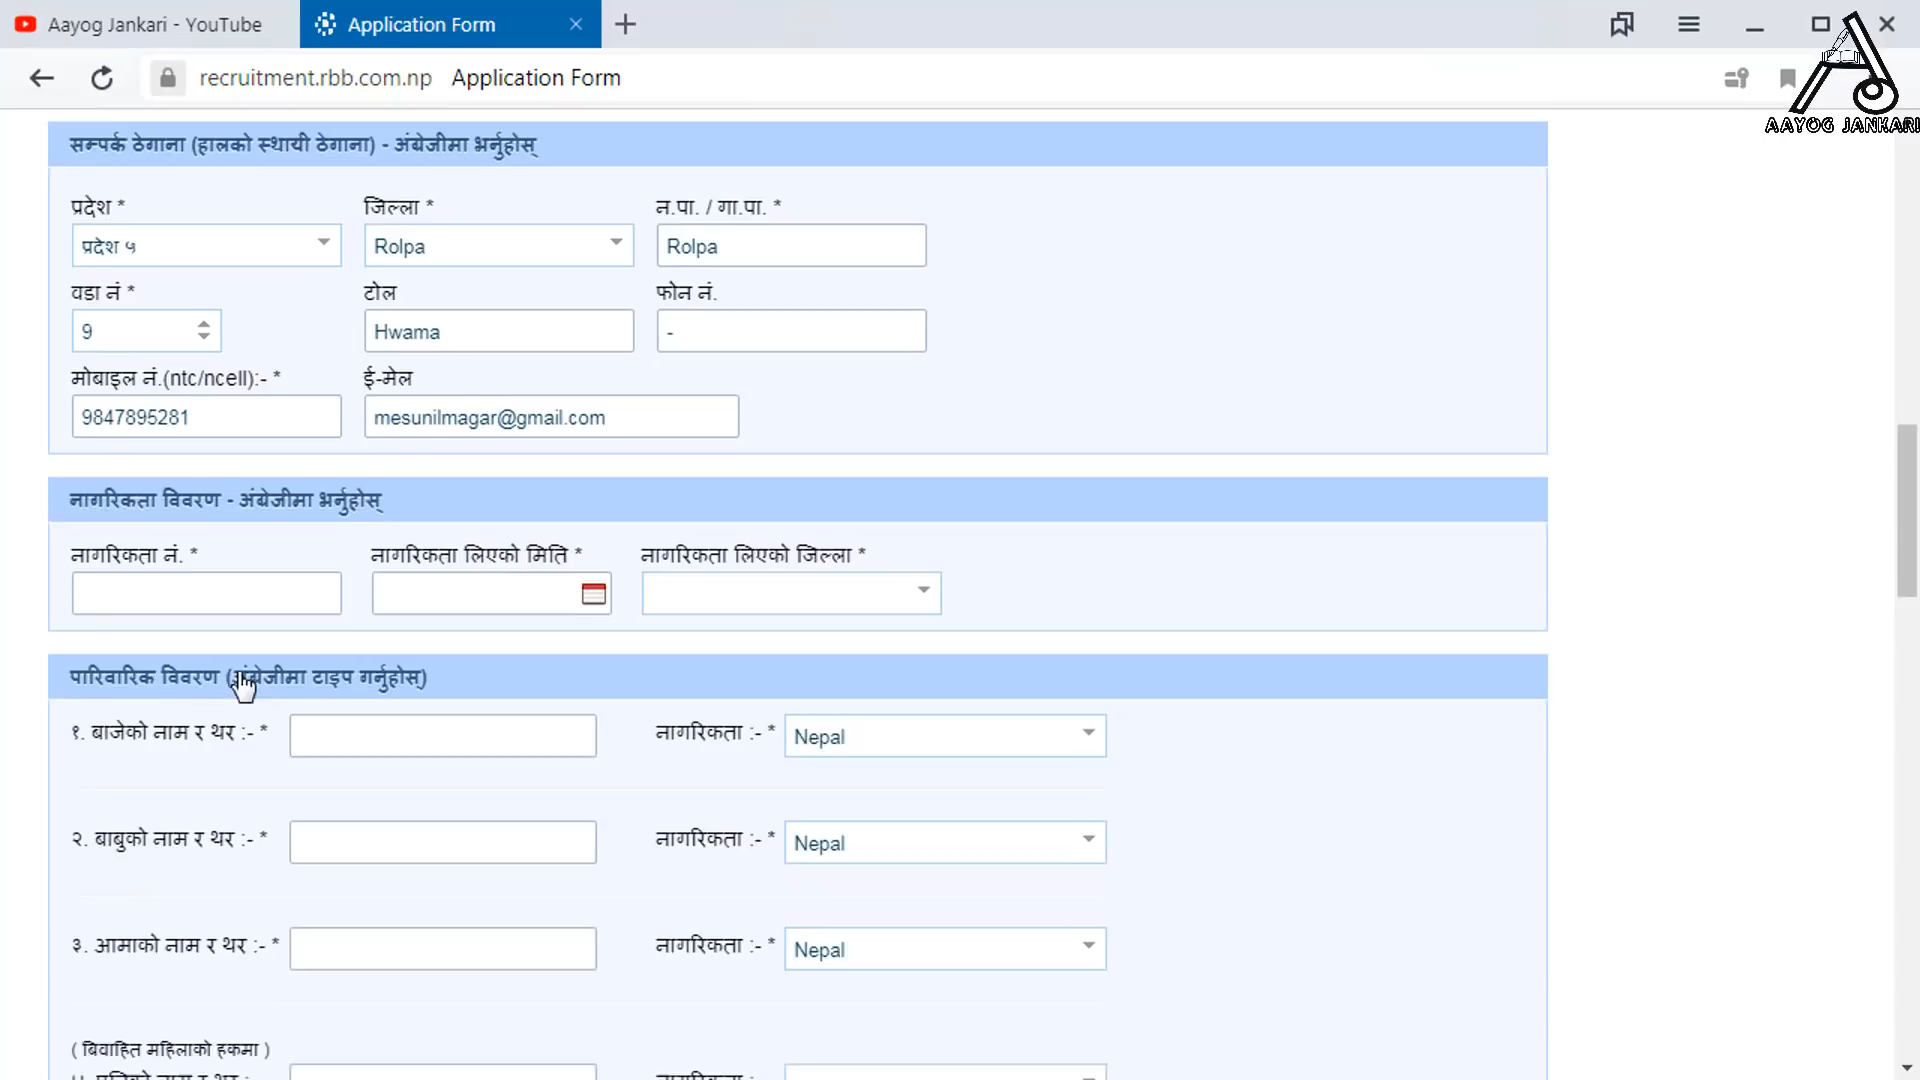 Aayog Jankari - YouTube
Application Form
recruitment.rbb.com.np Application Form
AAYOG JANKARI
सम्पर्क ठेगाना (हालको स्थायी ठेगाना) - अंग्रेजीमा भर्नुहोस्
प्रदेश * जिल्ला * न.पा. / गा.पा. *
प्रदेश ५ Rolpa Rolpa
वडा नं * टोल फोन नं.
9 Hwama -
मोबाइल नं.(ntc/ncell):- * ई-मेल
9847895281 mesunilmagar@gmail.com
नागरिकता विवरण - अंग्रेजीमा भर्नुहोस्
नागरिकता नं. * नागरिकता लिएको मिति * नागरिकता लिएको जिल्ला *
पारिवारिक विवरण (अंग्रेजीमा टाइप गर्नुहोस्)
१. बाजेको नाम र थर :- * नागरिकता :- * Nepal
२. बाबुको नाम र थर :- * नागरिकता :- * Nepal
३. आमाको नाम र थर :- * नागरिकता :- * Nepal
( बिवाहित महिलाको हकमा )